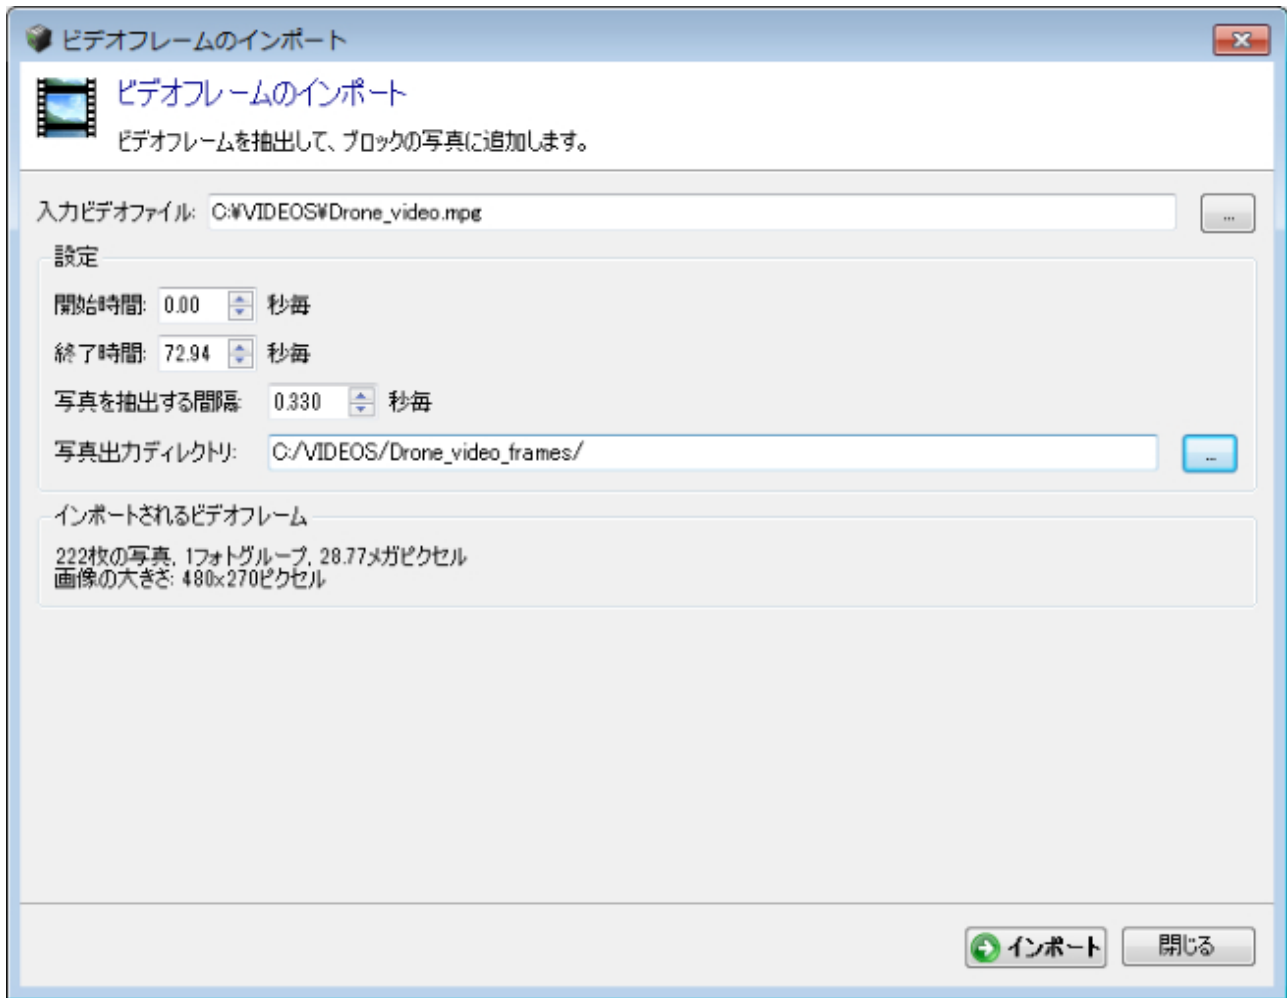 ビデオフレームのインポート
ビデオフレームのインポート
ビデオフレームを抽出して、ブロックの写真に追加します。
入力ビデオファイル: C:¥VIDEOS¥Drone_video.mpg ...
設定
開始時間: 0.00 秒毎
終了時間: 72.94 秒毎
写真を抽出する間隔: 0.330 秒毎
写真出力ディレクトリ: C:/VIDEOS/Drone_video_frames/ ...
インポートされるビデオフレーム
222枚の写真, 1フォトグループ, 28.77メガピクセル
画像の大きさ: 480x270ピクセル
インポート 閉じる